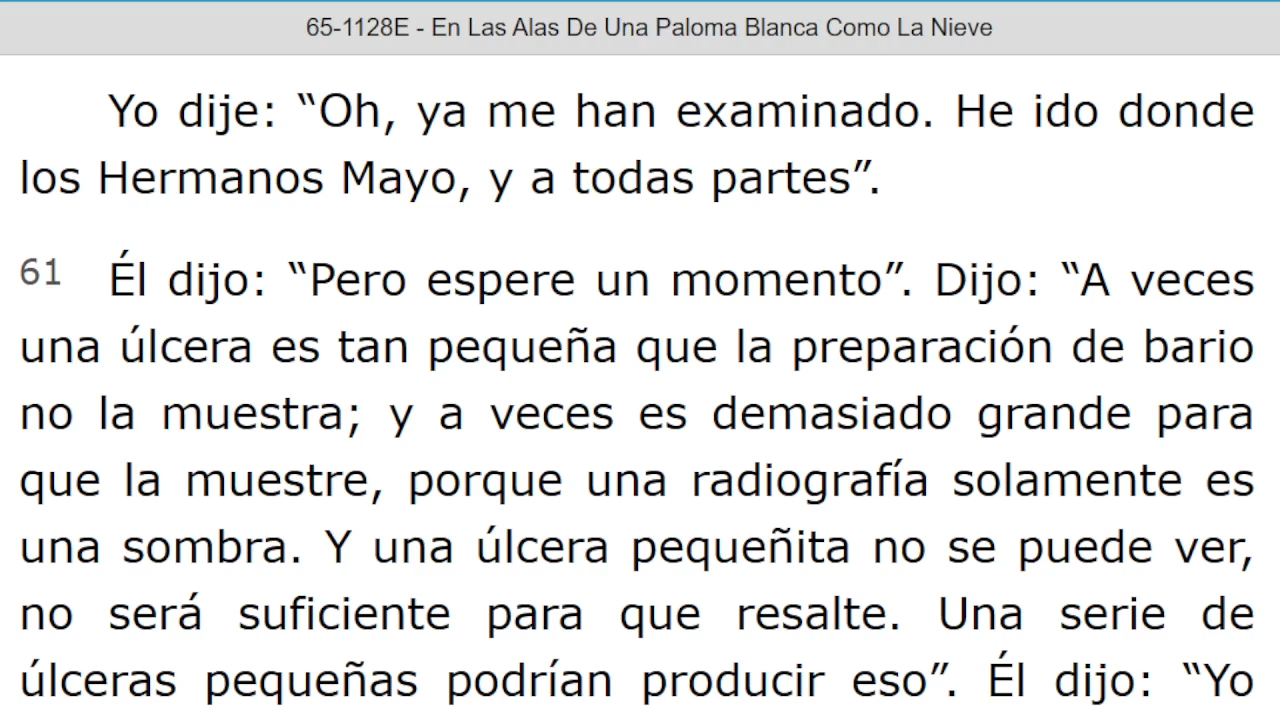 65-1128E - En Las Alas De Una Paloma Blanca Como La Nieve
Yo dije: “Oh, ya me han examinado. He ido donde
los Hermanos Mayo, y a todas partes”.
61 Él dijo: “Pero espere un momento”. Dijo: “A veces
una úlcera es tan pequeña que la preparación de bario
no la muestra; y a veces es demasiado grande para
que la muestre, porque una radiografía solamente es
una sombra. Y una úlcera pequeñita no se puede ver,
no será suficiente para que resalte. Una serie de
úlceras pequeñas podrían producir eso”. Él dijo: “Yo